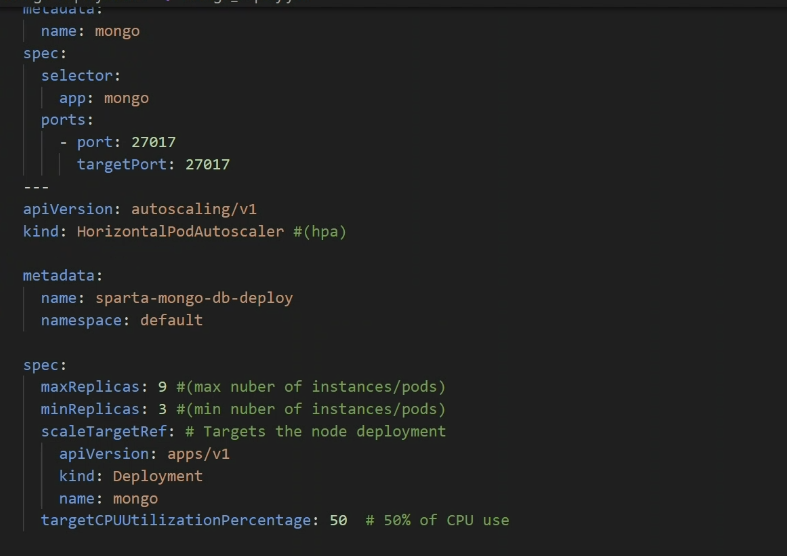 metadata:
  name: mongo
spec:
  selector:
    app: mongo
  ports:
    - port: 27017
      targetPort: 27017
---
apiVersion: autoscaling/v1
kind: HorizontalPodAutoscaler #(hpa)

metadata:
  name: sparta-mongo-db-deploy
  namespace: default

spec:
  maxReplicas: 9 #(max nuber of instances/pods)
  minReplicas: 3 #(min nuber of instances/pods)
  scaleTargetRef: # Targets the node deployment
    apiVersion: apps/v1
    kind: Deployment
    name: mongo
  targetCPUUtilizationPercentage: 50  # 50% of CPU use